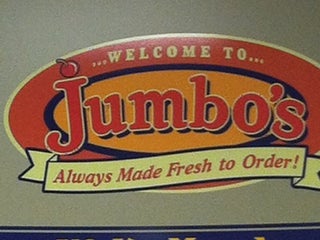 ...WELCOME TO...
Jumbo's
Always Made Fresh to Order!